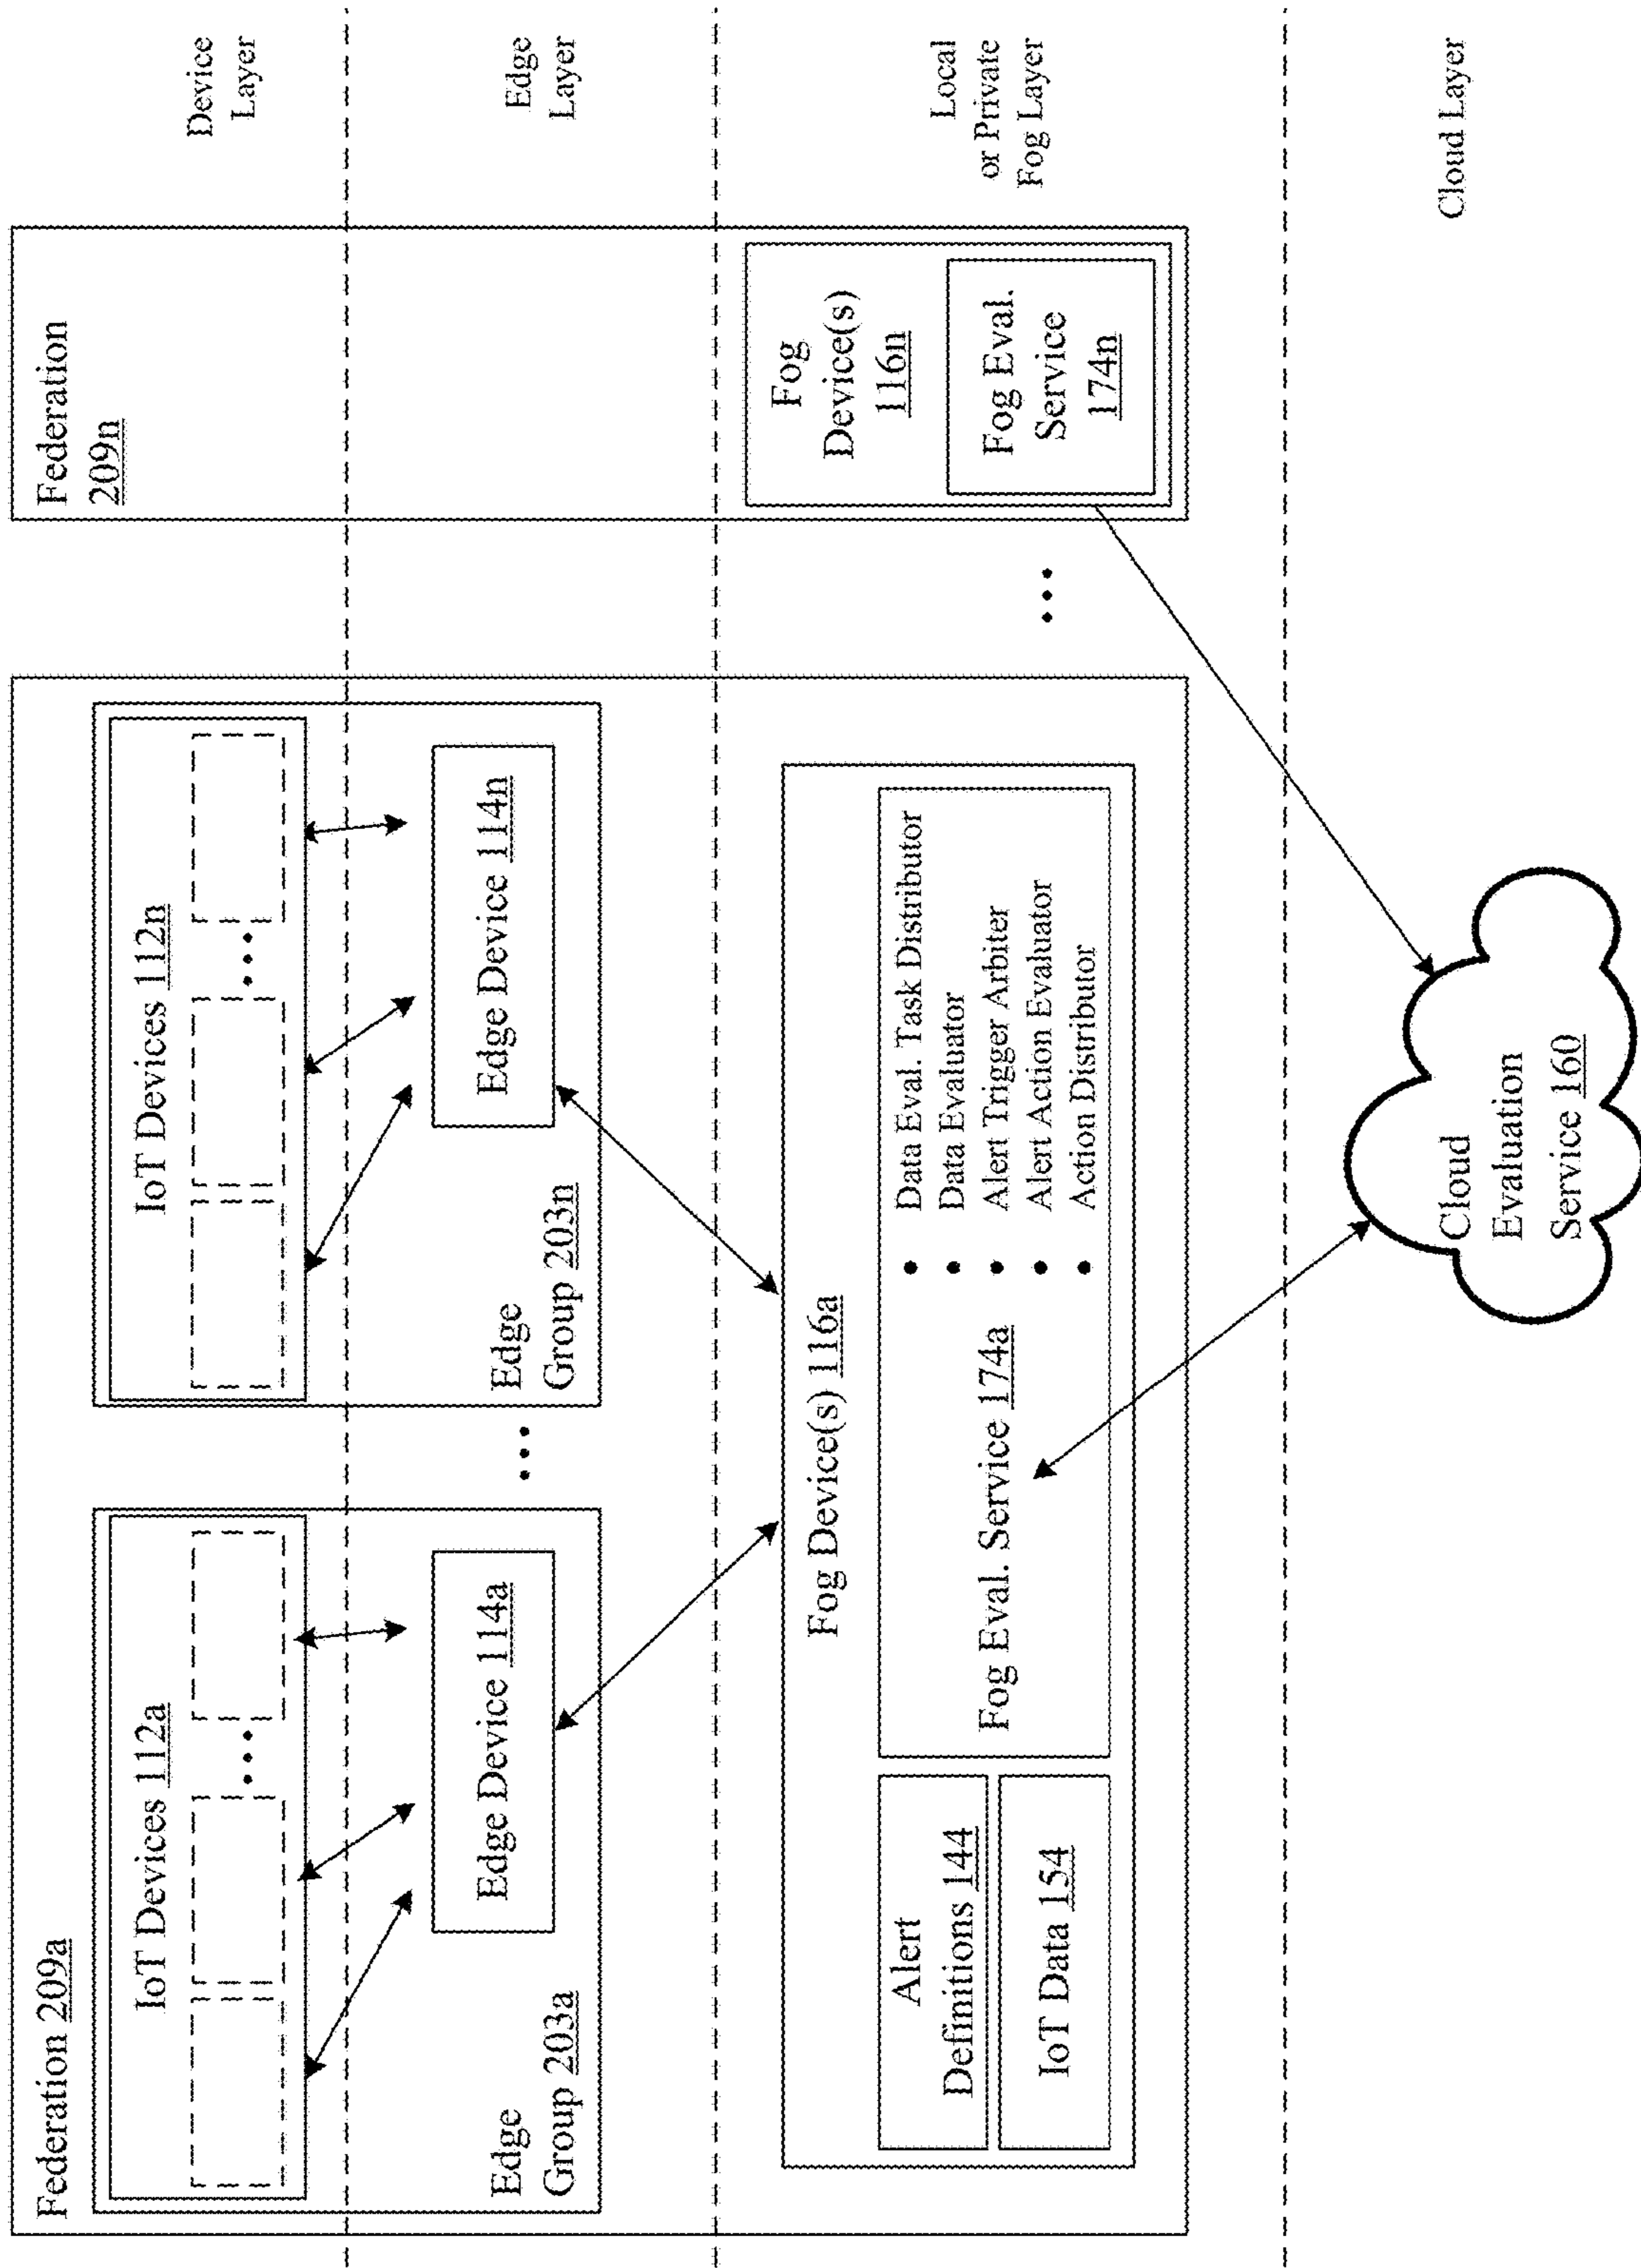 Federation 209a
IoT Devices 112a
Edge Device 114a
Edge
Group 203a
IoT Devices 112n
Edge Device 114n
Edge
Group 203n
Fog Device(s) 116a
Alert
Definitions 144
IoT Data 154
Fog Eval. Service 174a
• Data Eval. Task Distributor
• Data Evaluator
• Alert Trigger Arbiter
• Alert Action Evaluator
• Action Distributor
Federation
209n
Fog
Device(s)
116n
Fog Eval.
Service
174n
Device
Layer
Edge
Layer
Local
or Private
Fog Layer
Cloud Layer
Cloud
Evaluation
Service 160